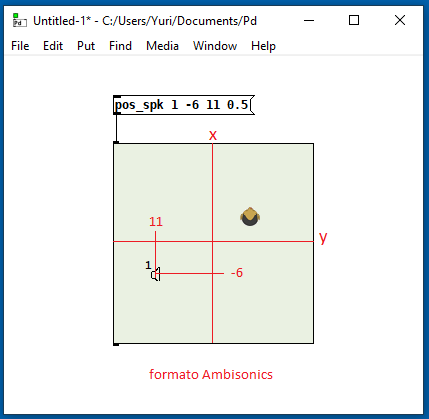 Untitled-1* - C:/Users/Yuri/Documents/Pd
File Edit Put Find Media Window Help
pos_spk 1 -6 11 0.5
x
11
y
1
-6
formato Ambisonics